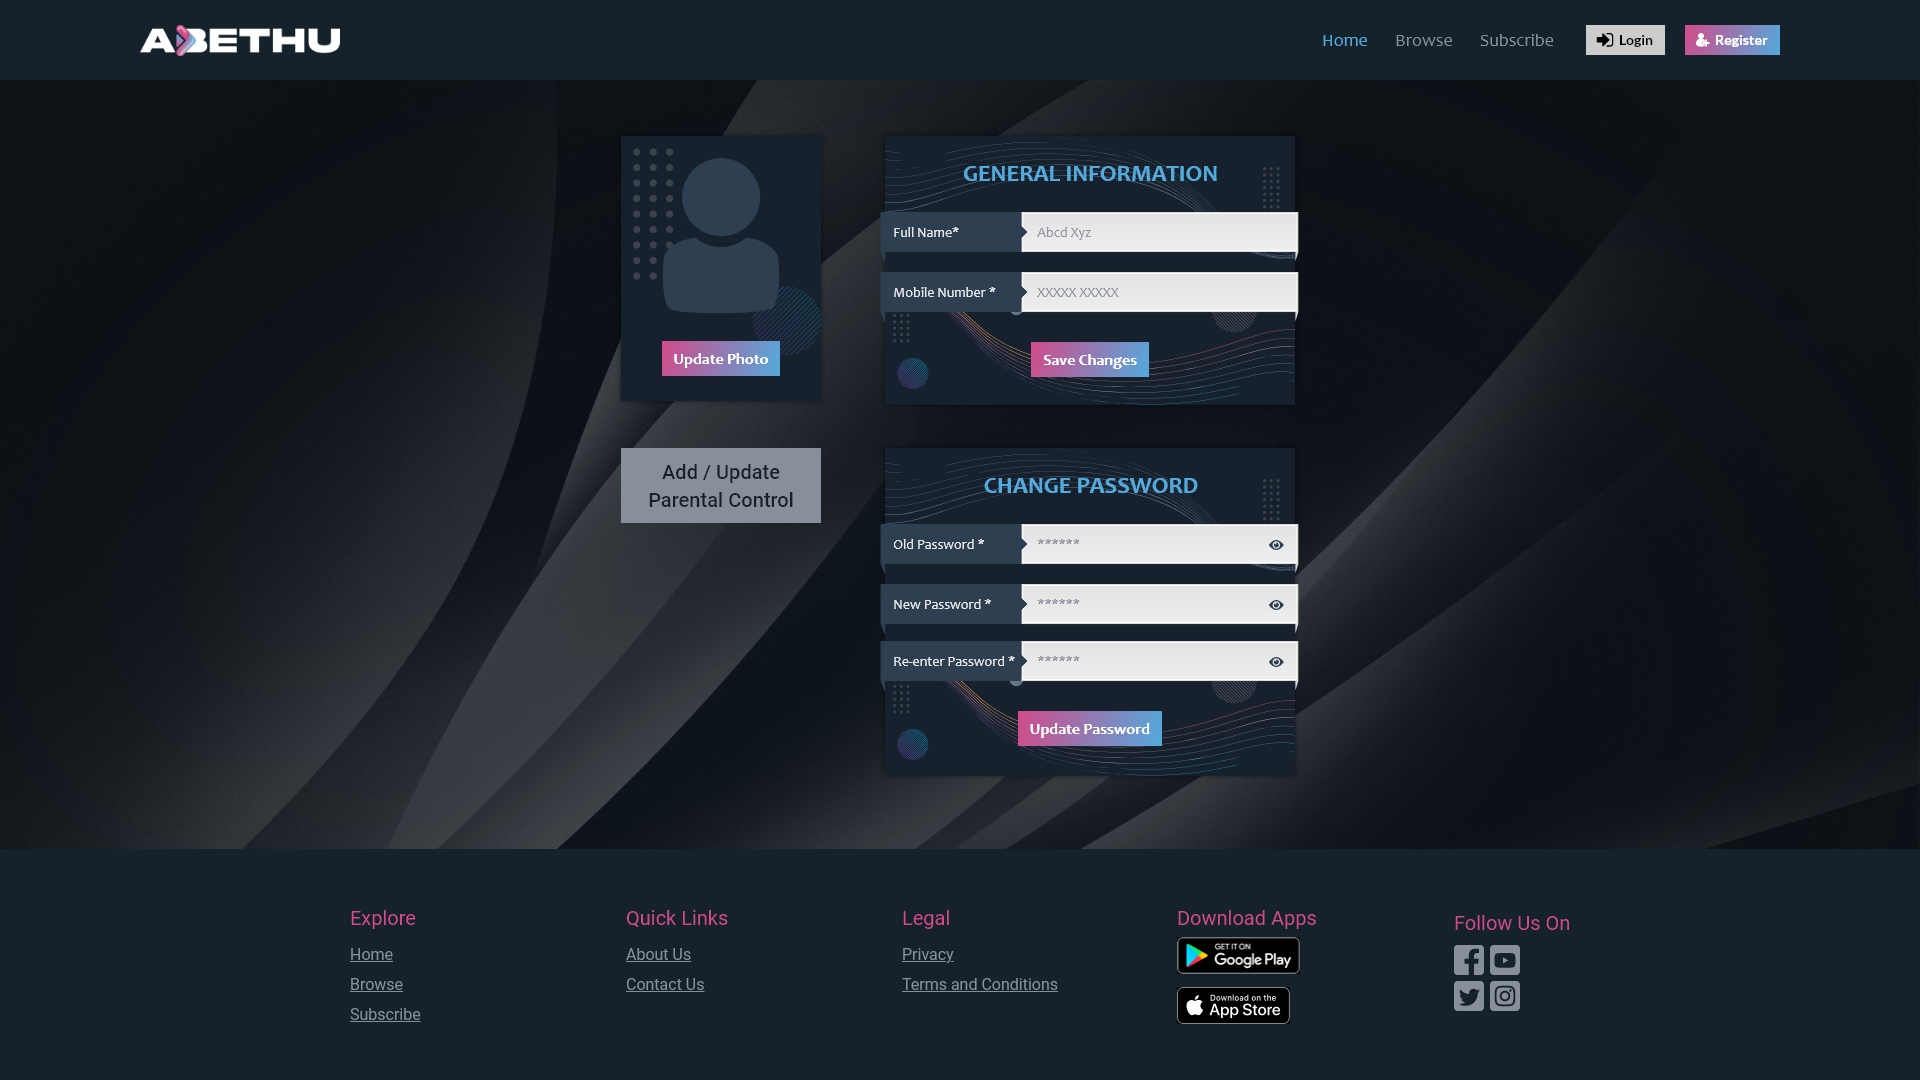 ABETHU
Home
Browse
Subscribe
Login
Register
Update Photo
Add / Update
Parental Control
GENERAL INFORMATION
Full Name*
Abcd Xyz
Mobile Number *
XXXXX XXXXX
Save Changes
CHANGE PASSWORD
Old Password *
******
New Password *
******
Re-enter Password *
******
Update Password
Explore
Home
Browse
Subscribe
Quick Links
About Us
Contact Us
Legal
Privacy
Terms and Conditions
Download Apps
GET IT ON
Google Play
Download on the
App Store
Follow Us On